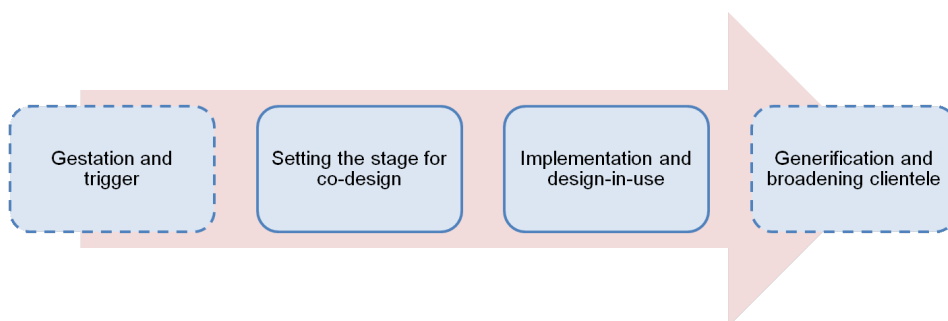 Gestation and
trigger
Setting the stage for
co-design
Implementation and
design-in-use
Generification and
broadening clientele